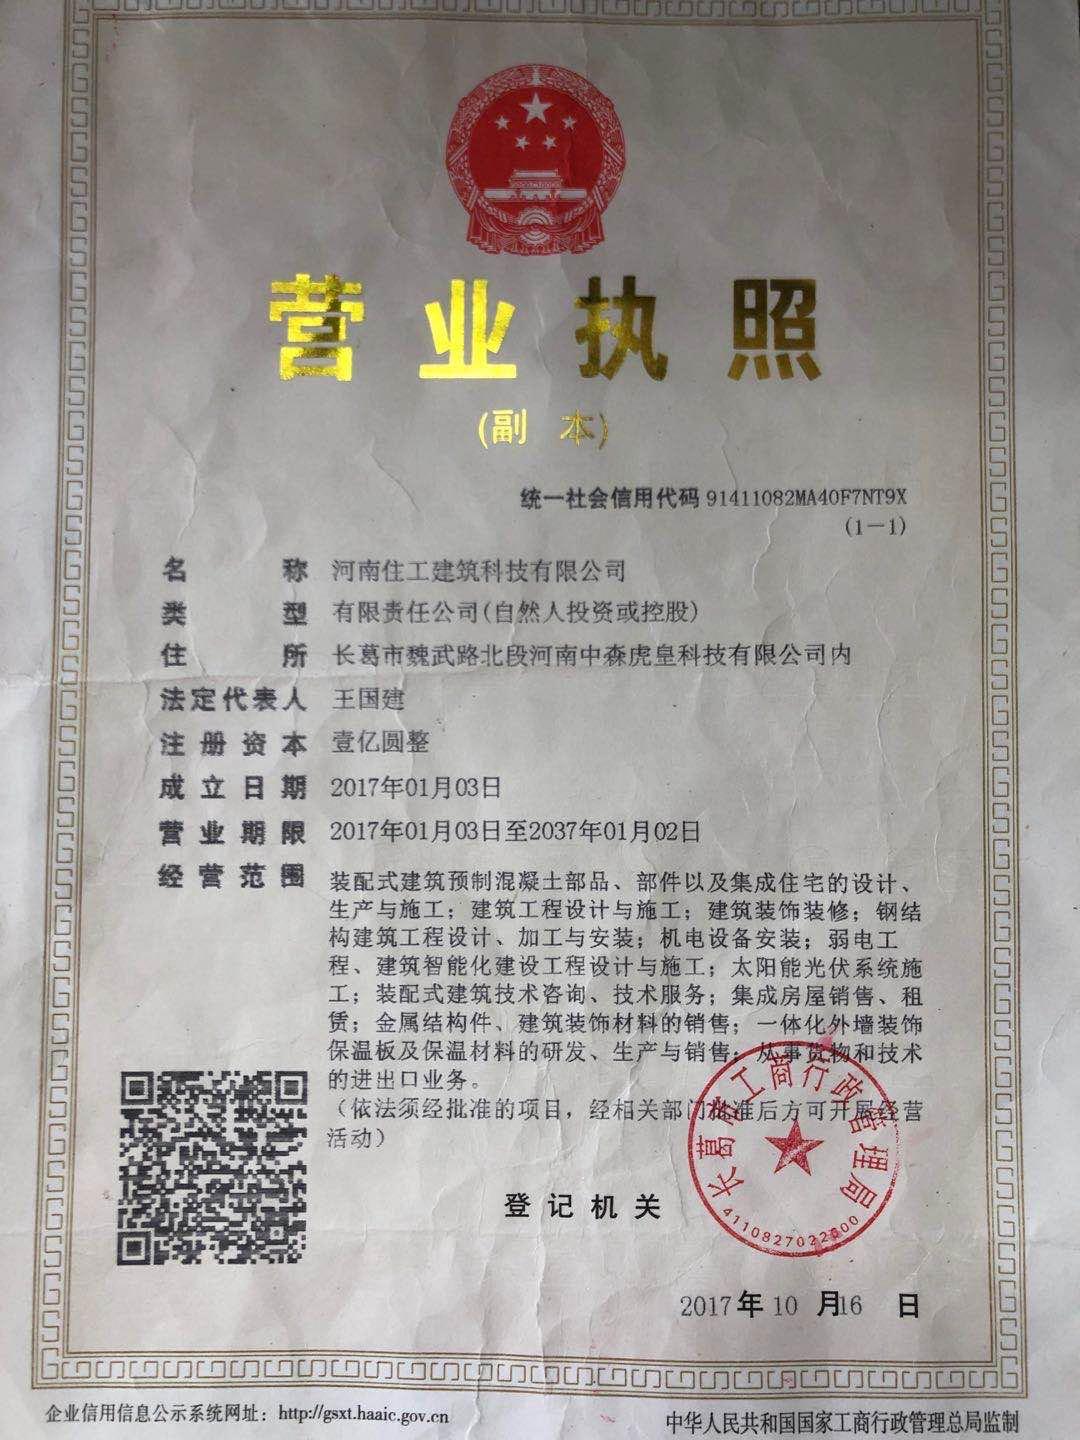 营业执照
(副 本)
统一社会信用代码 91411082MA40F7NT9X
(1-1)
名 称 河南住工建筑科技有限公司
类 型 有限责任公司(自然人投资或控股)
住 所 长葛市魏武路北段河南中森虎皇科技有限公司内
法定代表人 王国建
注册资本 壹亿圆整
成立日期 2017年01月03日
营业期限 2017年01月03日至2037年01月02日
经营范围 装配式建筑预制混凝土部品、部件以及集成住宅的设计、
生产与施工；建筑工程设计与施工；建筑装饰装修；钢结
构建筑工程设计、加工与安装；机电设备安装；弱电工
程、建筑智能化建设工程设计与施工；太阳能光伏系统施
工；装配式建筑技术咨询、技术服务；集成房屋销售、租
赁；金属结构件、建筑装饰材料的销售；一体化外墙装饰
保温板及保温材料的研发、生产与销售；从事货物和技术
的进出口业务。
（依法须经批准的项目，经相关部门批准后方可开展经营
活动）
长葛市工商行政管理局
登记机关
2017年10月16日
企业信用信息公示系统网址：http://gsxt.haaic.gov.cn
中华人民共和国国家工商行政管理总局监制